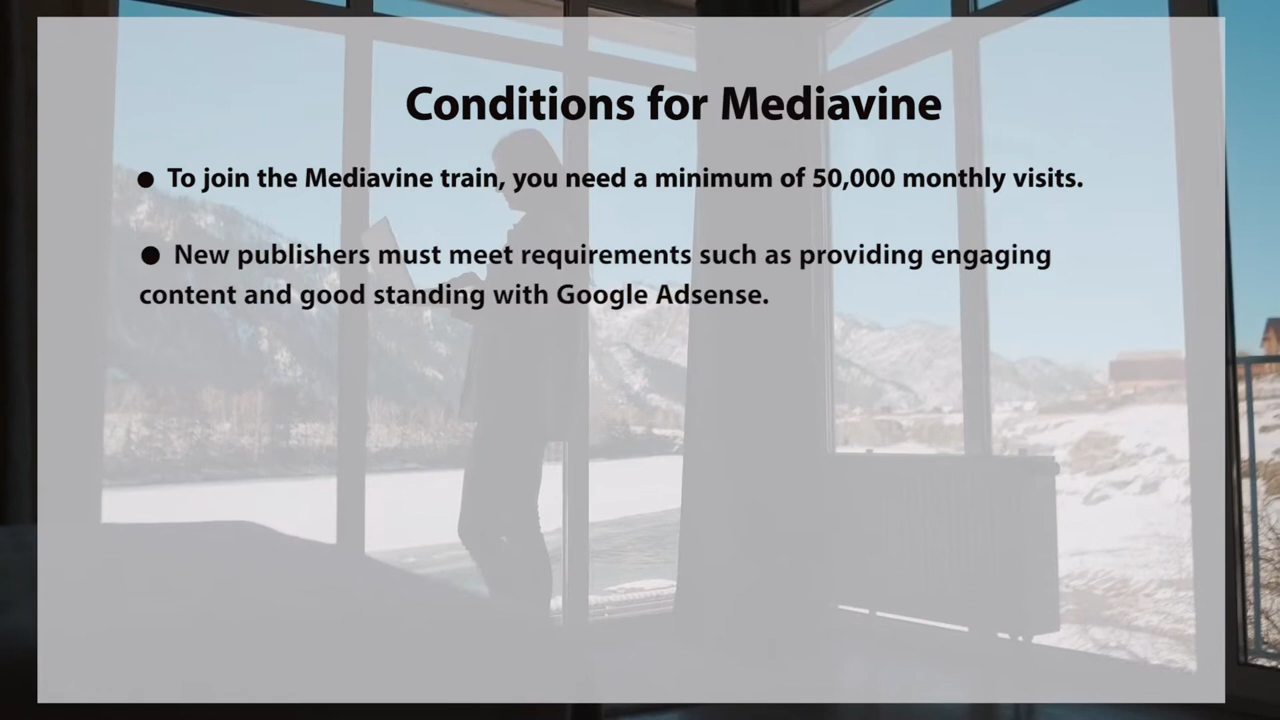 Conditions for Mediavine
● To join the Mediavine train, you need a minimum of 50,000 monthly visits.
● New publishers must meet requirements such as providing engaging
content and good standing with Google Adsense.